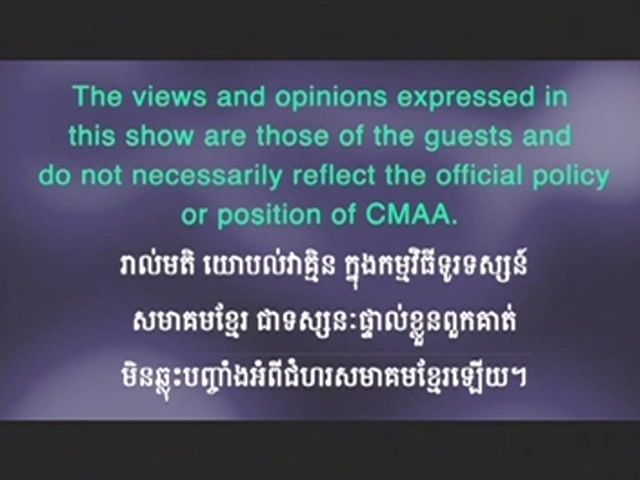 The views and opinions expressed in
this show are those of the guests and
do not necessarily reflect the official policy
or position of CMAA.
រាល់មតិ យោបល់វាគ្មិន ក្នុងកម្មវិធីទូរទស្សន៍
សមាគមខ្មែរ ជាទស្សនៈផ្ទាល់ខ្លួនពួកគាត់
មិនឆ្លុះបញ្ចាំងអំពីជំហរសមាគមខ្មែរឡើយ។